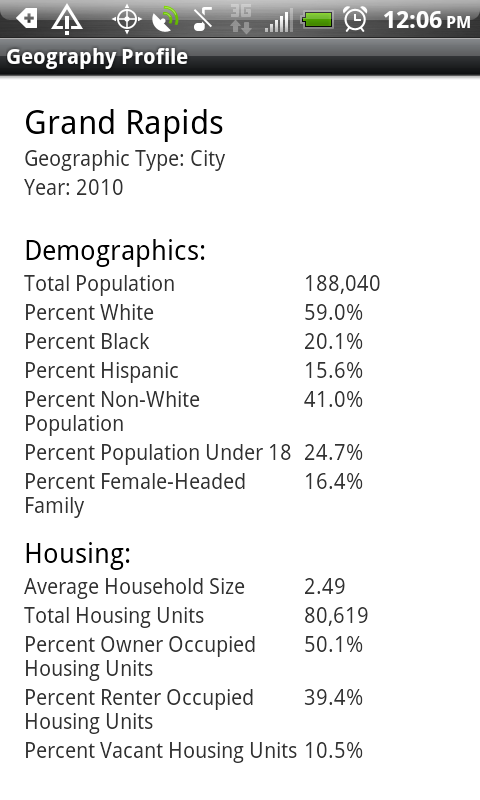 3G 12:06 PM
Geography Profile
Grand Rapids
Geographic Type: City
Year: 2010
Demographics:
Total Population 188,040
Percent White 59.0%
Percent Black 20.1%
Percent Hispanic 15.6%
Percent Non-White 41.0%
Population
Percent Population Under 18 24.7%
Percent Female-Headed 16.4%
Family
Housing:
Average Household Size 2.49
Total Housing Units 80,619
Percent Owner Occupied 50.1%
Housing Units
Percent Renter Occupied 39.4%
Housing Units
Percent Vacant Housing Units 10.5%